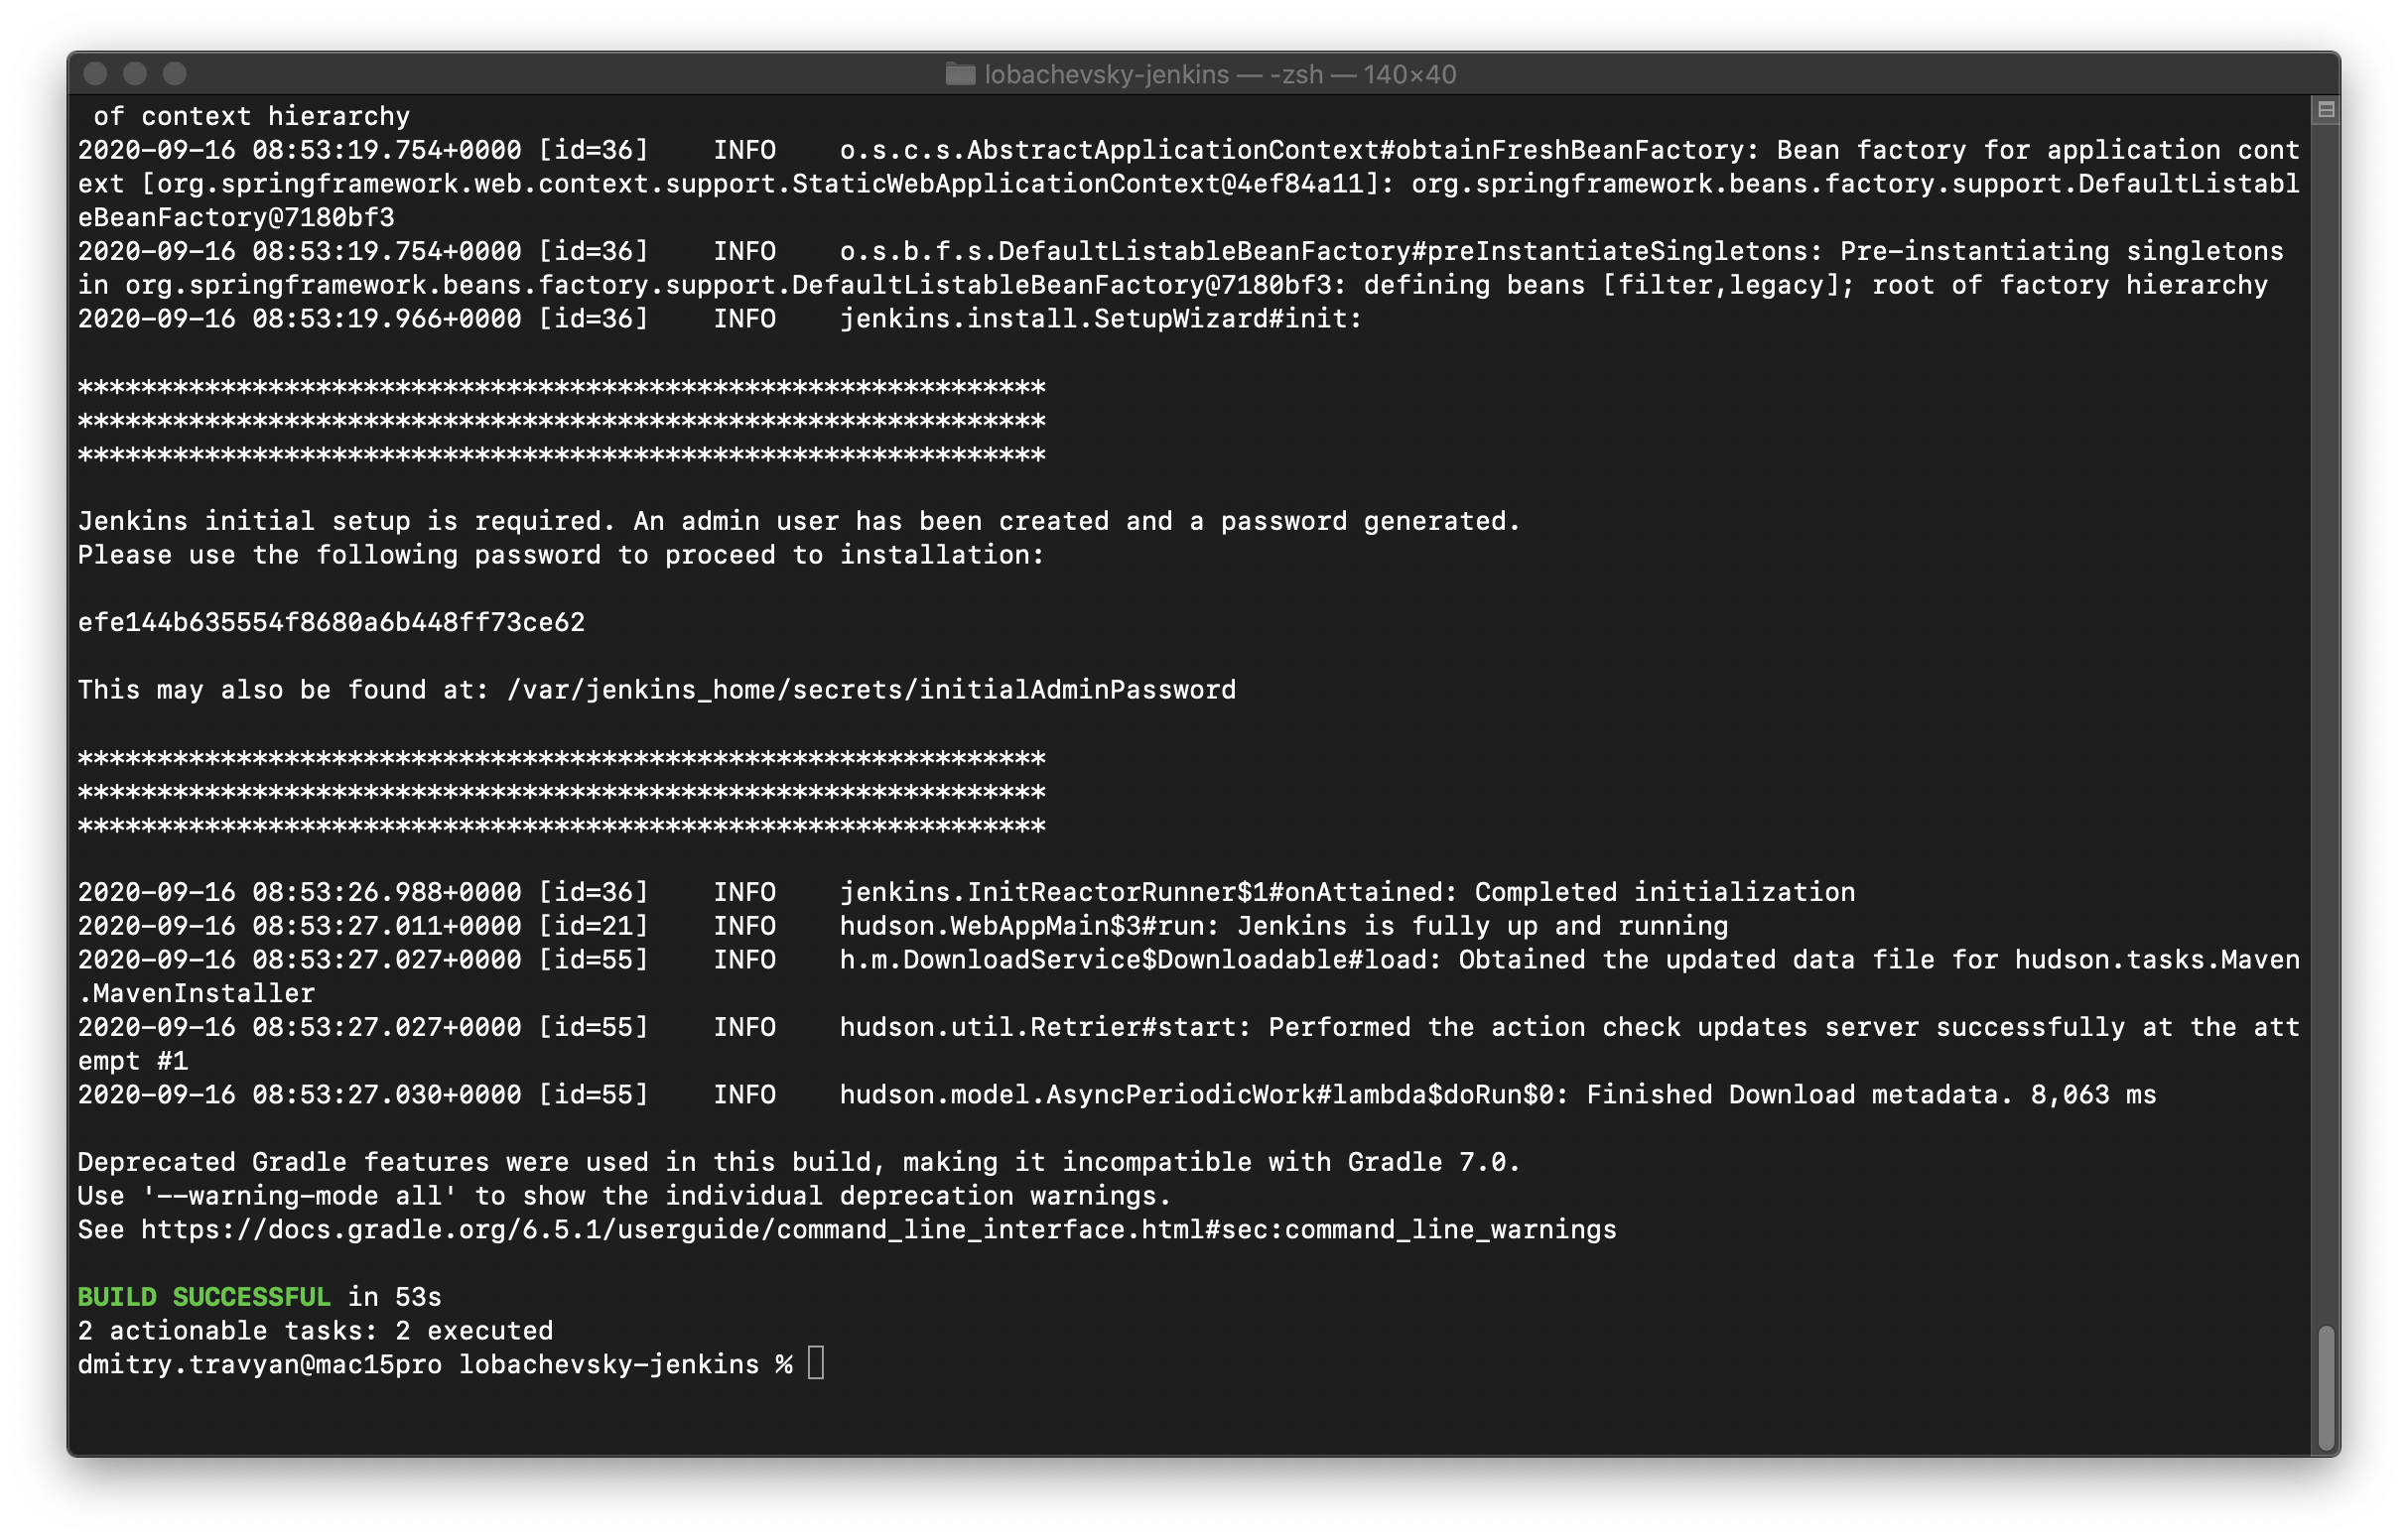 lobachevsky-jenkins — -zsh — 140×40
 of context hierarchy
2020-09-16 08:53:19.754+0000 [id=36]    INFO    o.s.c.s.AbstractApplicationContext#obtainFreshBeanFactory: Bean factory for application cont
ext [org.springframework.web.context.support.StaticWebApplicationContext@4ef84a11]: org.springframework.beans.factory.support.DefaultListabl
eBeanFactory@7180bf3
2020-09-16 08:53:19.754+0000 [id=36]    INFO    o.s.b.f.s.DefaultListableBeanFactory#preInstantiateSingletons: Pre-instantiating singletons
in org.springframework.beans.factory.support.DefaultListableBeanFactory@7180bf3: defining beans [filter,legacy]; root of factory hierarchy
2020-09-16 08:53:19.966+0000 [id=36]    INFO    jenkins.install.SetupWizard#init:
*************************************************************
*************************************************************
*************************************************************
Jenkins initial setup is required. An admin user has been created and a password generated.
Please use the following password to proceed to installation:
efe144b635554f8680a6b448ff73ce62
This may also be found at: /var/jenkins_home/secrets/initialAdminPassword
*************************************************************
*************************************************************
*************************************************************
2020-09-16 08:53:26.988+0000 [id=36]    INFO    jenkins.InitReactorRunner$1#onAttained: Completed initialization
2020-09-16 08:53:27.011+0000 [id=21]    INFO    hudson.WebAppMain$3#run: Jenkins is fully up and running
2020-09-16 08:53:27.027+0000 [id=55]    INFO    h.m.DownloadService$Downloadable#load: Obtained the updated data file for hudson.tasks.Maven
.MavenInstaller
2020-09-16 08:53:27.027+0000 [id=55]    INFO    hudson.util.Retrier#start: Performed the action check updates server successfully at the att
empt #1
2020-09-16 08:53:27.030+0000 [id=55]    INFO    hudson.model.AsyncPeriodicWork#lambda$doRun$0: Finished Download metadata. 8,063 ms
Deprecated Gradle features were used in this build, making it incompatible with Gradle 7.0.
Use '--warning-mode all' to show the individual deprecation warnings.
See https://docs.gradle.org/6.5.1/userguide/command_line_interface.html#sec:command_line_warnings
BUILD SUCCESSFUL in 53s
2 actionable tasks: 2 executed
dmitry.travyan@mac15pro lobachevsky-jenkins %